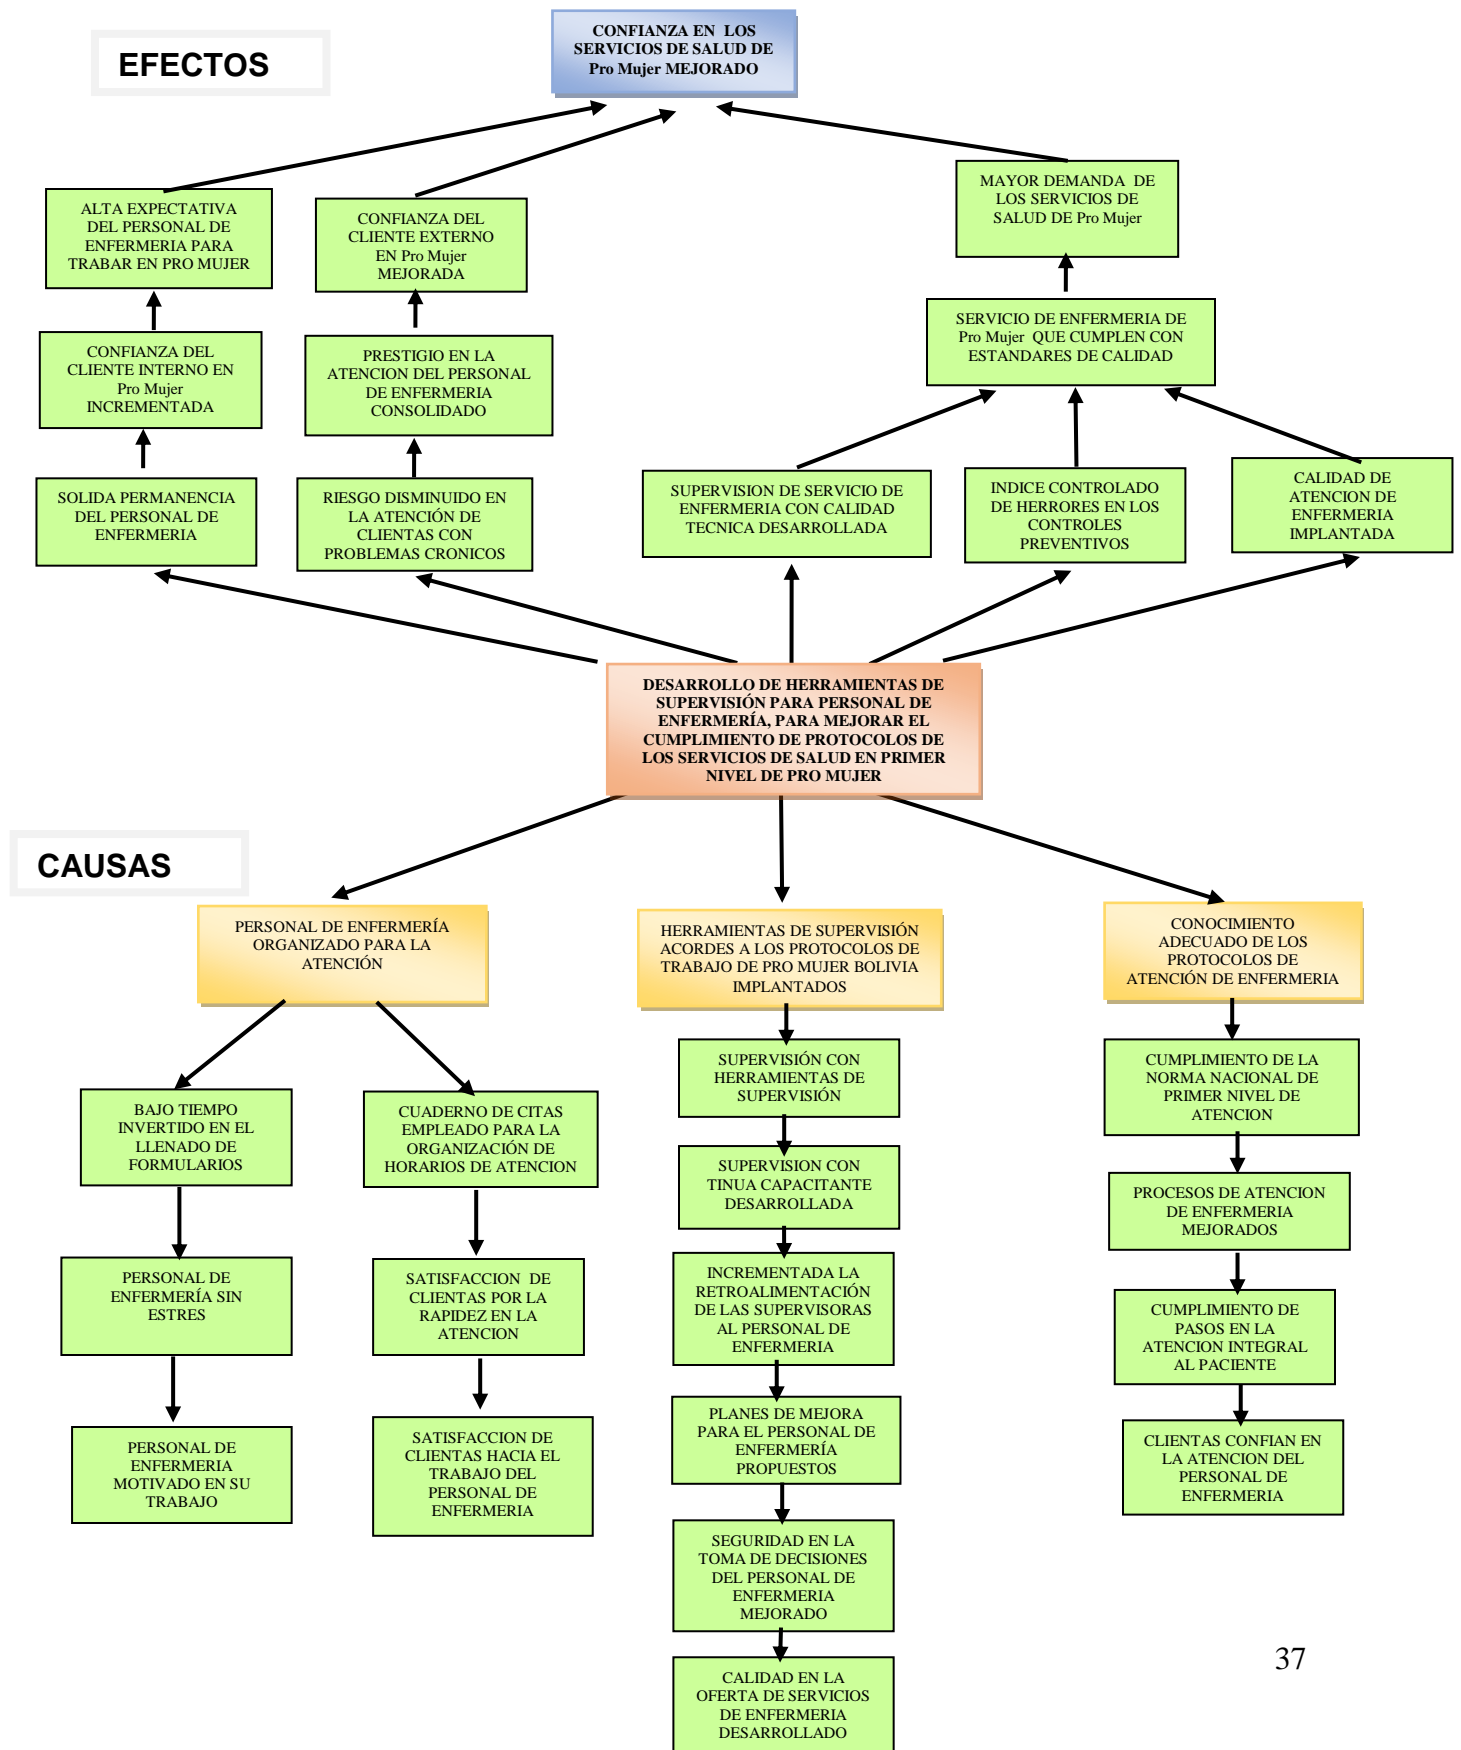 EFECTOS
CONFIANZA EN LOS
SERVICIOS DE SALUD DE
Pro Mujer MEJORADO
ALTA EXPECTATIVA
DEL PERSONAL DE
ENFERMERIA PARA
TRABAR EN PRO MUJER
CONFIANZA DEL
CLIENTE EXTERNO
EN Pro Mujer
MEJORADA
MAYOR DEMANDA DE
LOS SERVICIOS DE
SALUD DE Pro Mujer
CONFIANZA DEL
CLIENTE INTERNO EN
Pro Mujer
INCREMENTADA
PRESTIGIO EN LA
ATENCION DEL PERSONAL
DE ENFERMERIA
CONSOLIDADO
SERVICIO DE ENFERMERIA DE
Pro Mujer QUE CUMPLEN CON
ESTANDARES DE CALIDAD
SOLIDA PERMANENCIA
DEL PERSONAL DE
ENFERMERIA
RIESGO DISMINUIDO EN
LA ATENCIÓN DE
CLIENTAS CON
PROBLEMAS CRONICOS
SUPERVISION DE SERVICIO DE
ENFERMERIA CON CALIDAD
TECNICA DESARROLLADA
INDICE CONTROLADO
DE HERRORES EN LOS
CONTROLES
PREVENTIVOS
CALIDAD DE
ATENCION DE
ENFERMERIA
IMPLANTADA
DESARROLLO DE HERRAMIENTAS DE
SUPERVISIÓN PARA PERSONAL DE
ENFERMERÍA, PARA MEJORAR EL
CUMPLIMIENTO DE PROTOCOLOS DE
LOS SERVICIOS DE SALUD EN PRIMER
NIVEL DE PRO MUJER
CAUSAS
PERSONAL DE ENFERMERÍA
ORGANIZADO PARA LA
ATENCIÓN
HERRAMIENTAS DE SUPERVISIÓN
ACORDES A LOS PROTOCOLOS DE
TRABAJO DE PRO MUJER BOLIVIA
IMPLANTADOS
CONOCIMIENTO
ADECUADO DE LOS
PROTOCOLOS DE
ATENCIÓN DE ENFERMERIA
BAJO TIEMPO
INVERTIDO EN EL
LLENADO DE
FORMULARIOS
CUADERNO DE CITAS
EMPLEADO PARA LA
ORGANIZACIÓN DE
HORARIOS DE ATENCION
SUPERVISIÓN CON
HERRAMIENTAS DE
SUPERVISIÓN
CUMPLIMIENTO DE LA
NORMA NACIONAL DE
PRIMER NIVEL DE
ATENCION
SUPERVISION CON
TINUA CAPACITANTE
DESARROLLADA
PROCESOS DE ATENCION
DE ENFERMERIA
MEJORADOS
PERSONAL DE
ENFERMERÍA SIN
ESTRES
SATISFACCION DE
CLIENTAS POR LA
RAPIDEZ EN LA
ATENCION
INCREMENTADA LA
RETROALIMENTACIÓN
DE LAS SUPERVISORAS
AL PERSONAL DE
ENFERMERIA
CUMPLIMIENTO DE
PASOS EN LA
ATENCION INTEGRAL
AL PACIENTE
PERSONAL DE
ENFERMERIA
MOTIVADO EN SU
TRABAJO
SATISFACCION DE
CLIENTAS HACIA EL
TRABAJO DEL
PERSONAL DE
ENFERMERIA
PLANES DE MEJORA
PARA EL PERSONAL DE
ENFERMERÍA
PROPUESTOS
CLIENTAS CONFIAN EN
LA ATENCION DEL
PERSONAL DE
ENFERMERIA
SEGURIDAD EN LA
TOMA DE DECISIONES
DEL PERSONAL DE
ENFERMERIA
MEJORADO
CALIDAD EN LA
OFERTA DE SERVICIOS
DE ENFERMERIA
DESARROLLADO
37